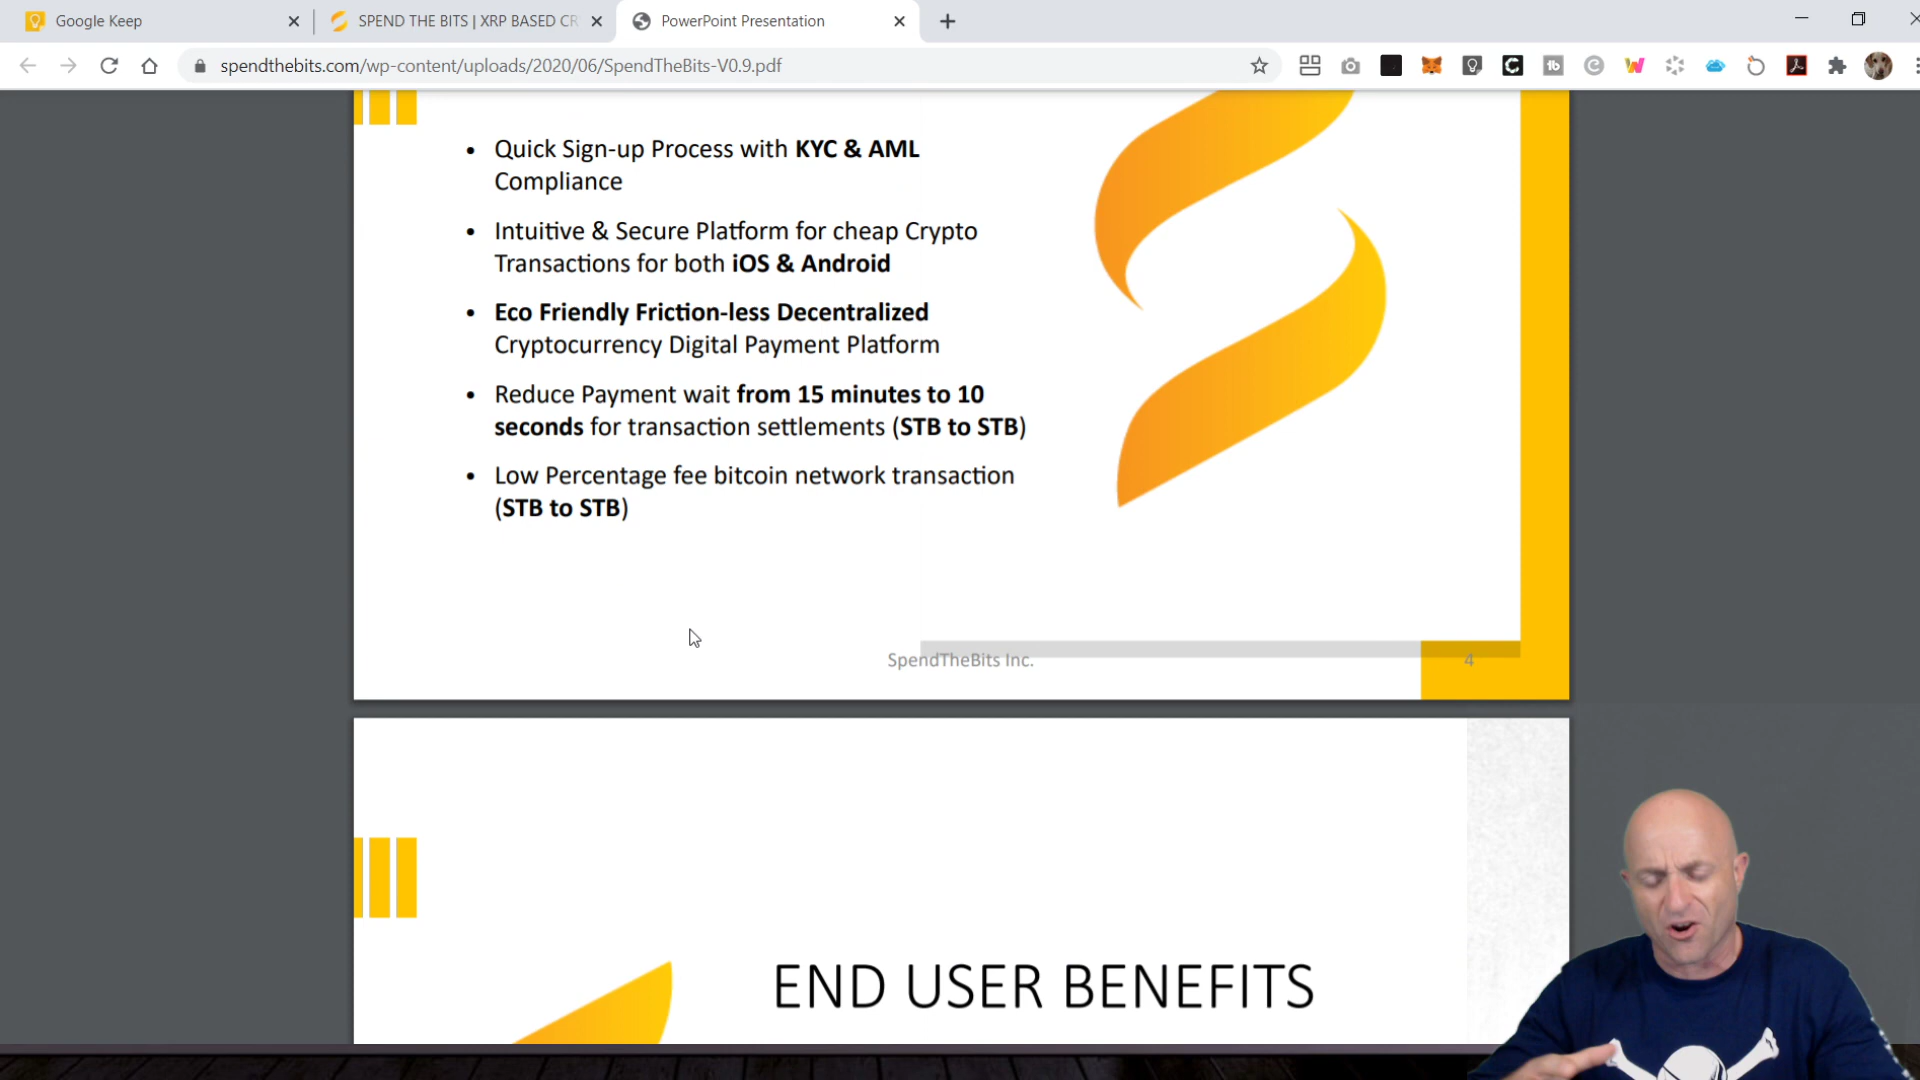 Google Keep
SPEND THE BITS | XRP BASED CR
PowerPoint Presentation
spendthebits.com/wp-content/uploads/2020/06/SpendTheBits-V0.9.pdf
• Quick Sign-up Process with KYC & AML
Compliance
• Intuitive & Secure Platform for cheap Crypto
Transactions for both iOS & Android
• Eco Friendly Friction-less Decentralized
Cryptocurrency Digital Payment Platform
• Reduce Payment wait from 15 minutes to 10
seconds for transaction settlements (STB to STB)
• Low Percentage fee bitcoin network transaction
(STB to STB)
SpendTheBits Inc.
4
END USER BENEFITS